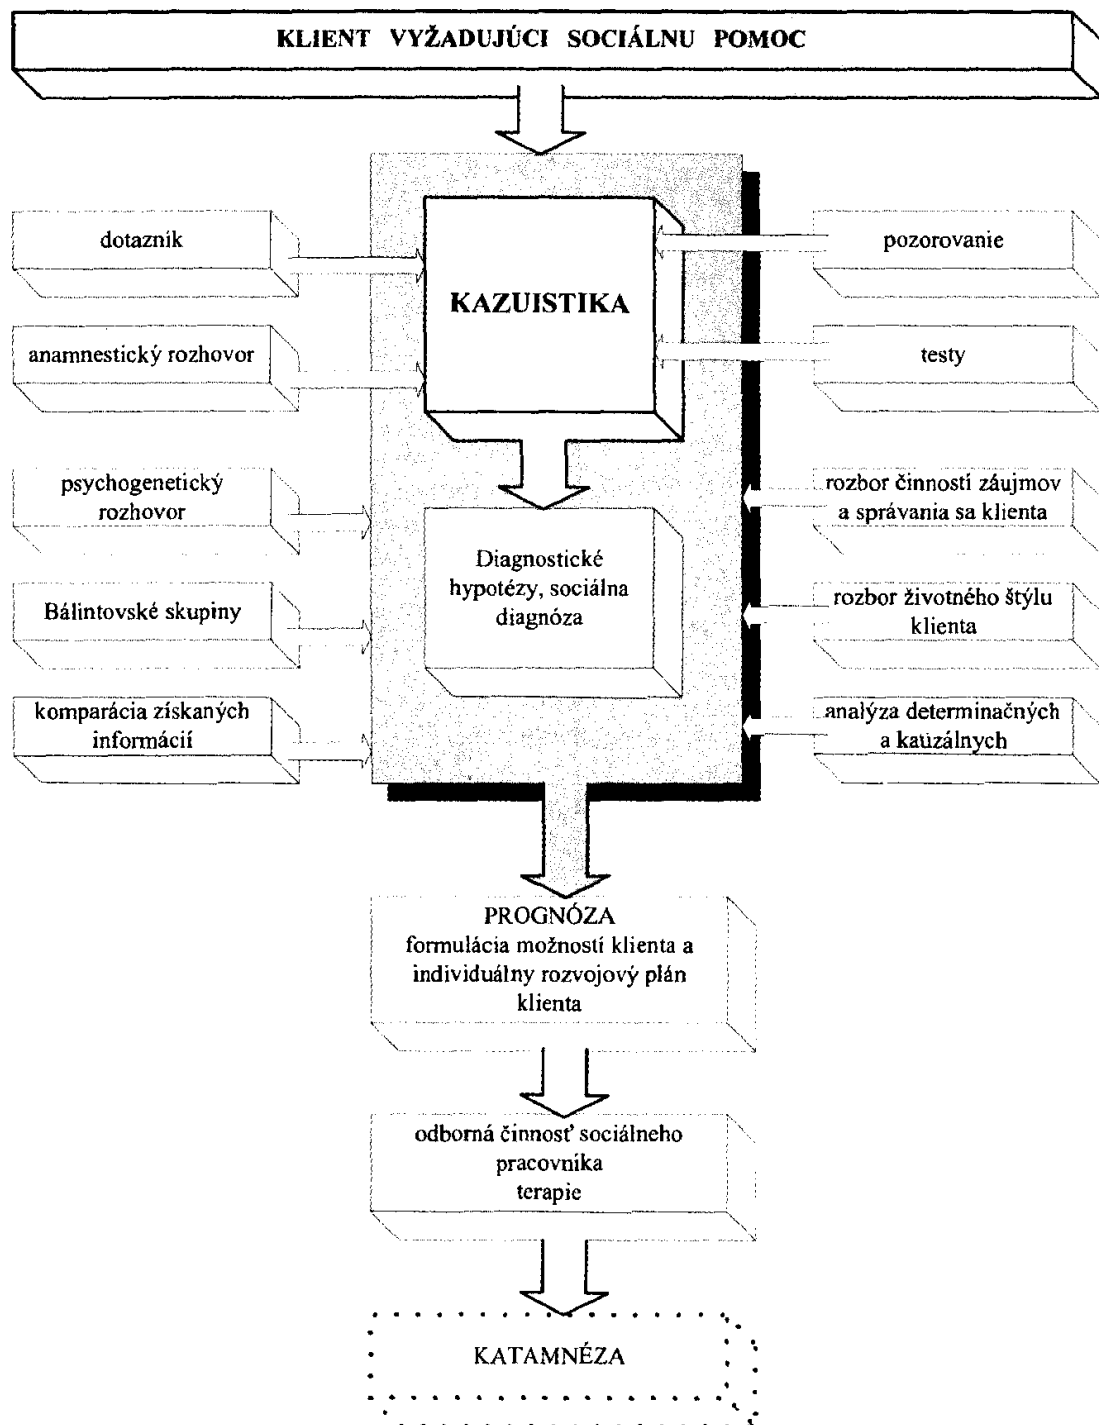 KLIENT VYŽADUJÚCI SOCIÁLNU POMOC
dotazník
anamnestický rozhovor
psychogenetický
rozhovor
Bálintovské skupiny
komparácia získaných
informácií
KAZUISTIKA
Diagnostické
hypotézy, sociálna
diagnóza
pozorovanie
testy
rozbor činností záujmov
a správania sa klienta
rozbor životného štýlu
klienta
analýza determinačných
a kauzálnych
PROGNÓZA
formulácia možností klienta a
individuálny rozvojový plán
klienta
odborná činnosť sociálneho
pracovníka
terapie
KATAMNÉZA